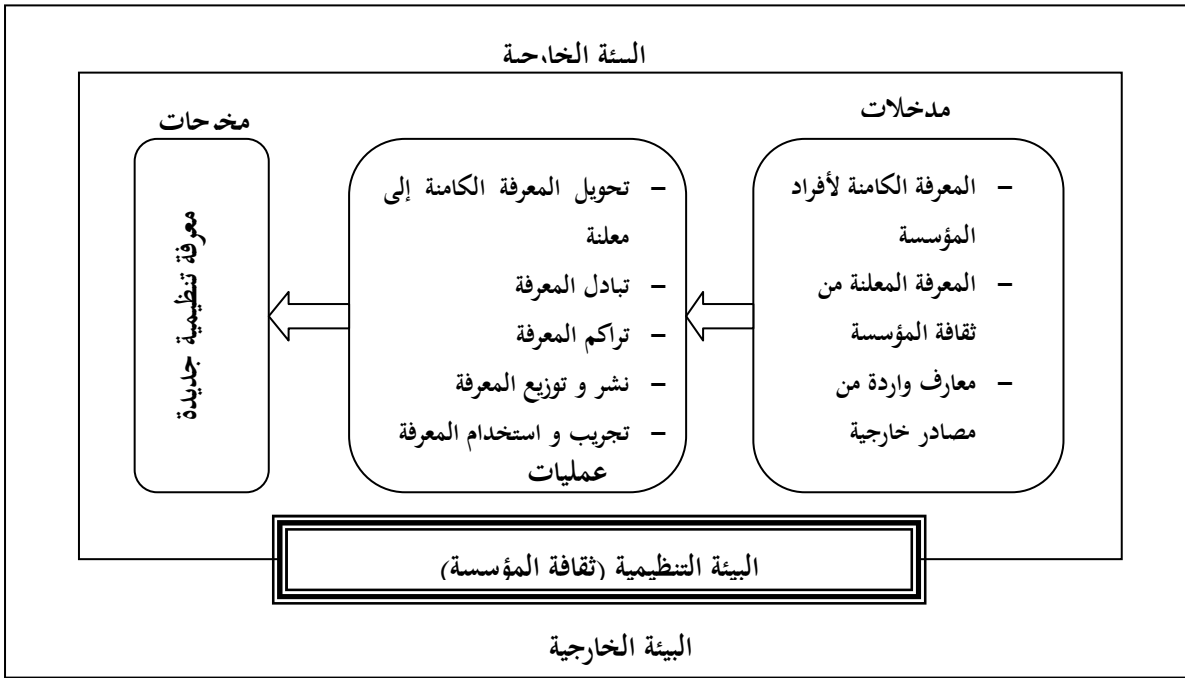 البيئة الخارجية
مدخلات
– المعرفة الكامنة لأفراد
المؤسسة
– المعرفة المعلنة من
ثقافة المؤسسة
– معارف واردة من
مصادر خارجية
– تحويل المعرفة الكامنة إلى
معلنة
– تبادل المعرفة
– تراكم المعرفة
– نشر و توزيع المعرفة
– تجريب و استخدام المعرفة
عمليات
مخرجات
معرفة تنظيمية جديدة
البيئة التنظيمية (ثقافة المؤسسة)
البيئة الخارجية